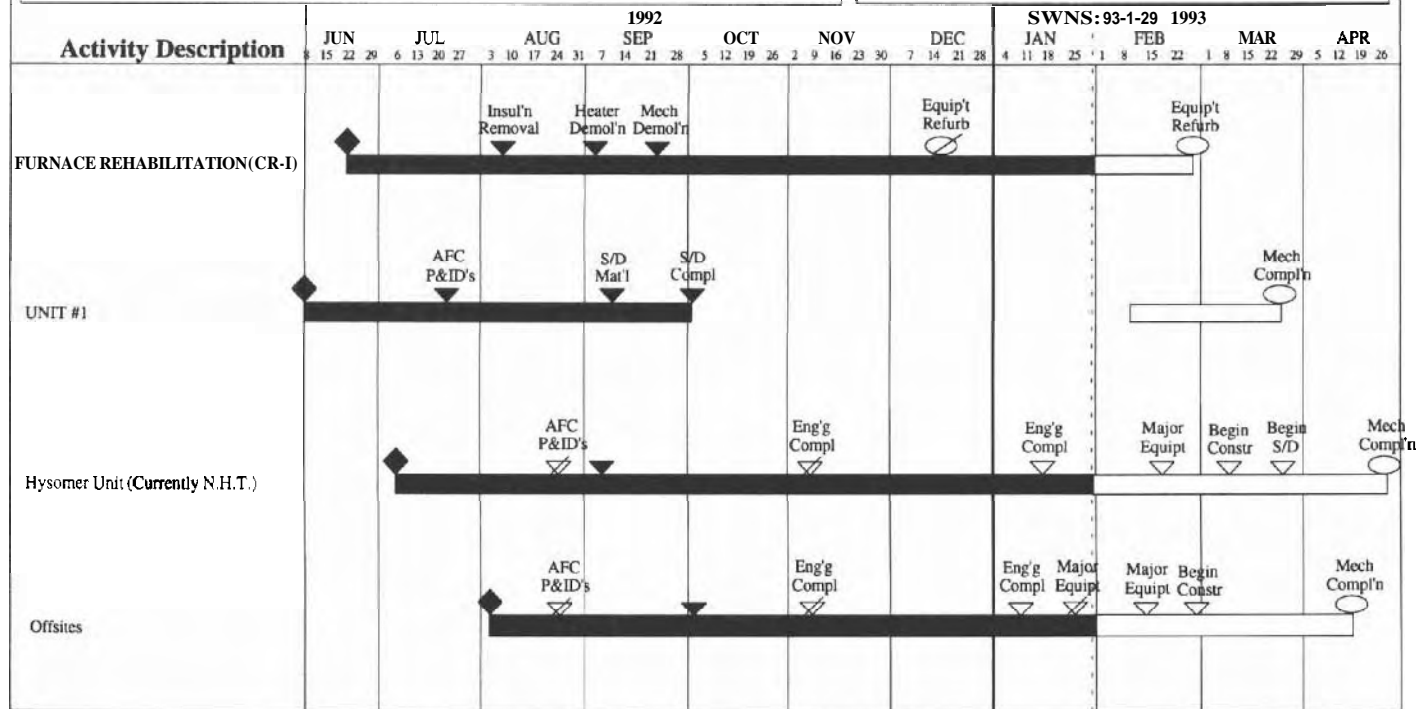 1992
SWNS: 93-1-29 1993
Activity Description
JUN JUL AUG SEP OCT NOV DEC JAN FEB MAR APR
8 15 22 29 6 13 20 27 3 10 17 24 31 7 14 21 28 5 12 19 26 2 9 16 23 30 7 14 21 28 4 11 18 25 1 8 15 22 1 8 15 22 29 5 12 19 26
Insul'n Removal
Heater Demol'n
Mech Demol'n
Equip't Refurb
Equip't Refurb
FURNACE REHABILITATION(CR-I)
AFC P&ID's
S/D Mat'l
S/D Compl
Mech Compl'n
UNIT #1
AFC P&ID's
Eng'g Compl
Eng'g Compl
Major Equipt
Begin Constr
Begin S/D
Mech Compl'n
Hysomer Unit (Currently N.H.T.)
AFC P&ID's
Eng'g Compl
Eng'g Compl
Major Equipt
Major Equipt
Begin Constr
Mech Compl'n
Offsites